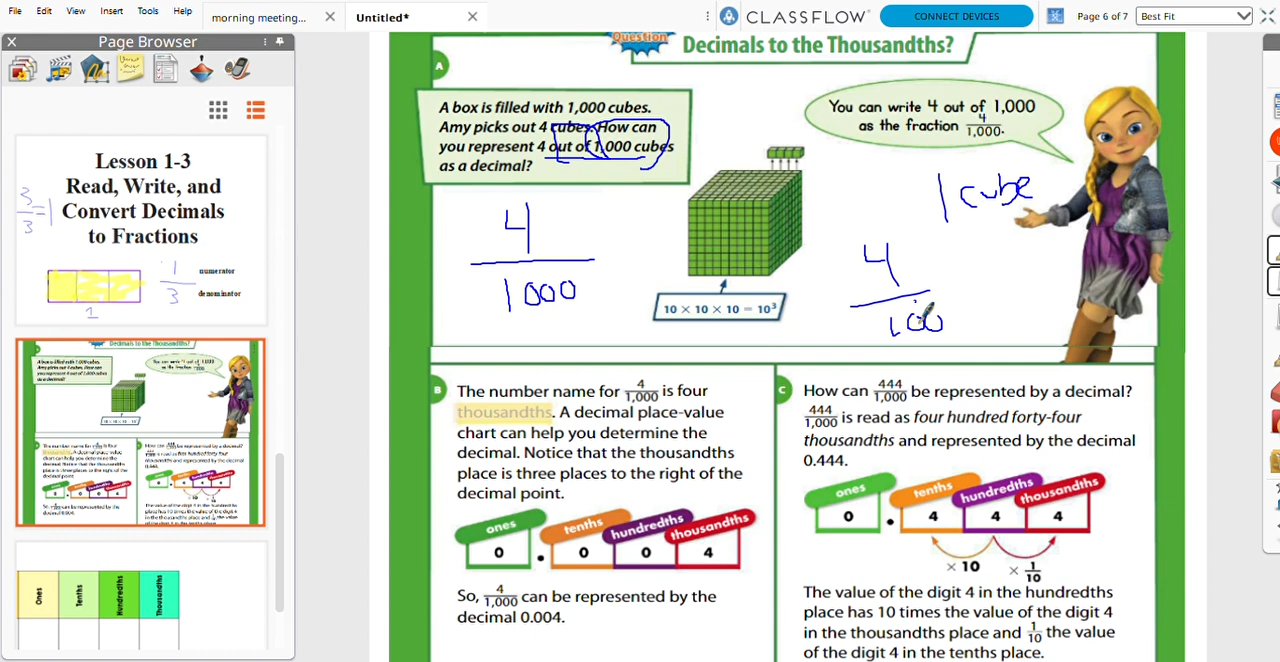 File Edit View Insert Tools Help
morning meeting...
Untitled*
CLASSFLOW
CONNECT DEVICES
Page 6 of 7
Best Fit
Page Browser
Lesson 1-3
Read, Write, and
Convert Decimals
to Fractions
3/3 = 1
1/3
numerator
denominator
1
Ones
Tenths
Hundredths
Thousandths
Question
Decimals to the Thousandths?
A
A box is filled with 1,000 cubes.
Amy picks out 4 cubes. How can
you represent 4 out of 1,000 cubes
as a decimal?
You can write 4 out of 1,000
as the fraction 4/1,000.
1 cube
4
1000
4
100
10 × 10 × 10 = 10³
B
The number name for 4/1,000 is four
thousandths. A decimal place-value
chart can help you determine the
decimal. Notice that the thousandths
place is three places to the right of the
decimal point.
ones tenths hundredths thousandths
0 . 0 0 4
So, 4/1,000 can be represented by the
decimal 0.004.
C
How can 444/1,000 be represented by a decimal?
444/1,000 is read as four hundred forty-four
thousandths and represented by the decimal
0.444.
ones tenths hundredths thousandths
0 . 4 4 4
× 10 × 1/10
The value of the digit 4 in the hundredths
place has 10 times the value of the digit 4
in the thousandths place and 1/10 the value
of the digit 4 in the tenths place.